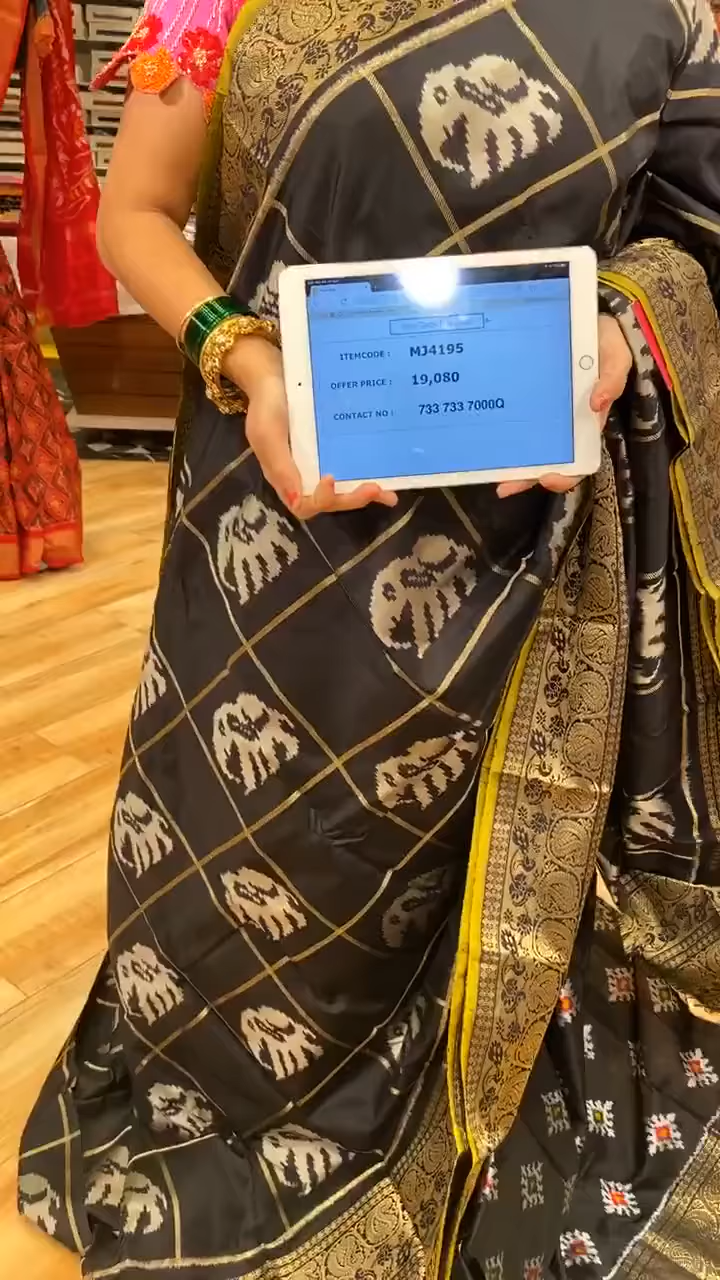 ITEMCODE : MJ4195
OFFER PRICE : 19,080
CONTACT NO : 733 733 7000Q